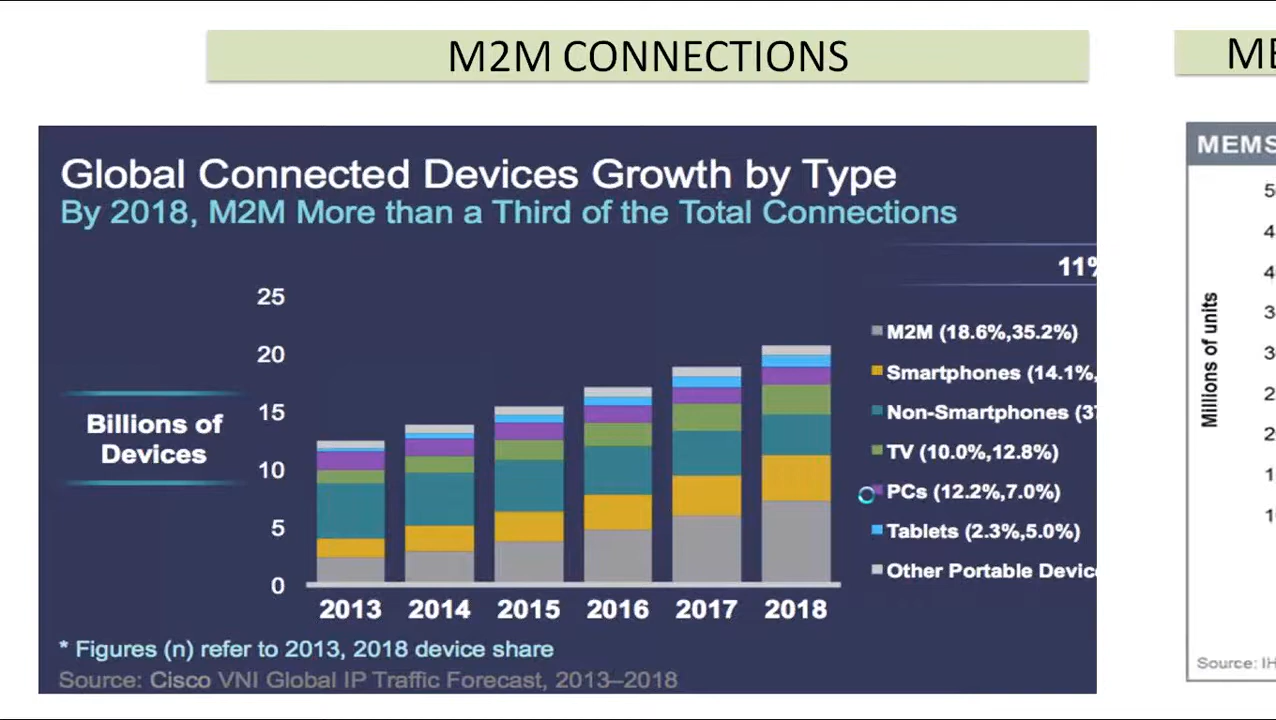 M2M CONNECTIONS
Global Connected Devices Growth by Type
By 2018, M2M More than a Third of the Total Connections
11%
25
20
15
10
5
0
Billions of
Devices
M2M (18.6%,35.2%)
Smartphones (14.1%,
Non-Smartphones (37
TV (10.0%,12.8%)
PCs (12.2%,7.0%)
Tablets (2.3%,5.0%)
Other Portable Device
2013 2014 2015 2016 2017 2018
* Figures (n) refer to 2013, 2018 device share
Source: Cisco VNI Global IP Traffic Forecast, 2013–2018
MEMS
Millions of units
Source: IH